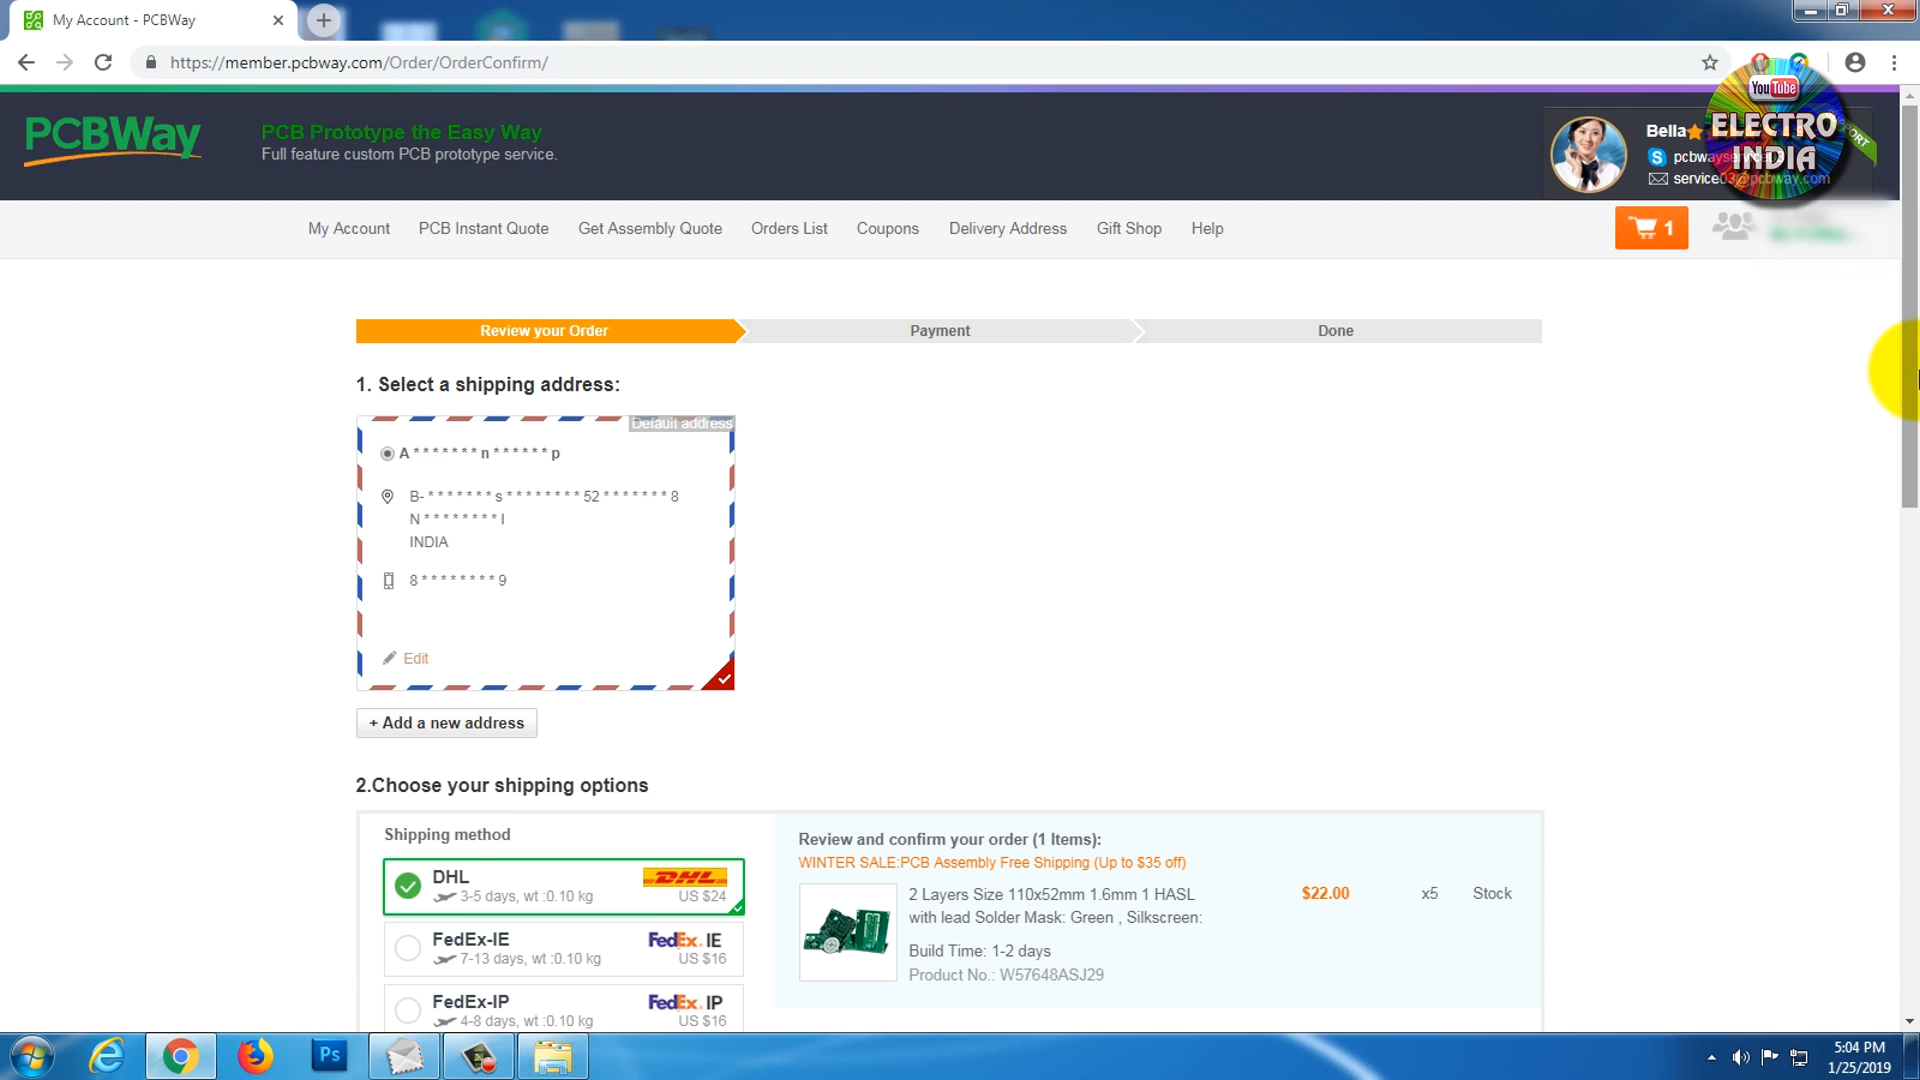 My Account - PCBWay
https://member.pcbway.com/Order/OrderConfirm/
PCBWay
PCB Prototype the Easy Way
Full feature custom PCB prototype service.
Bella
pcbwayservice03
service03@pcbway.com
You Tube
ELECTRO
INDIA
My Account
PCB Instant Quote
Get Assembly Quote
Orders List
Coupons
Delivery Address
Gift Shop
Help
1
Review your Order
Payment
Done
1. Select a shipping address:
Default address
A * * * * * * * n * * * * * * p
B- * * * * * * * s * * * * * * * * 52 * * * * * * * 8
N * * * * * * * * I
INDIA
8 * * * * * * * * 9
Edit
+ Add a new address
2.Choose your shipping options
Shipping method
DHL
DHL
3-5 days, wt :0.10 kg
US $24
FedEx-IE
FedEx. IE
7-13 days, wt :0.10 kg
US $16
FedEx-IP
FedEx. IP
4-8 days, wt :0.10 kg
US $16
Review and confirm your order (1 Items):
WINTER SALE:PCB Assembly Free Shipping (Up to $35 off)
2 Layers Size 110x52mm 1.6mm 1 HASL
with lead Solder Mask: Green , Silkscreen:
$22.00
x5
Stock
Build Time: 1-2 days
Product No.: W57648ASJ29
Ps
5:04 PM
1/25/2019